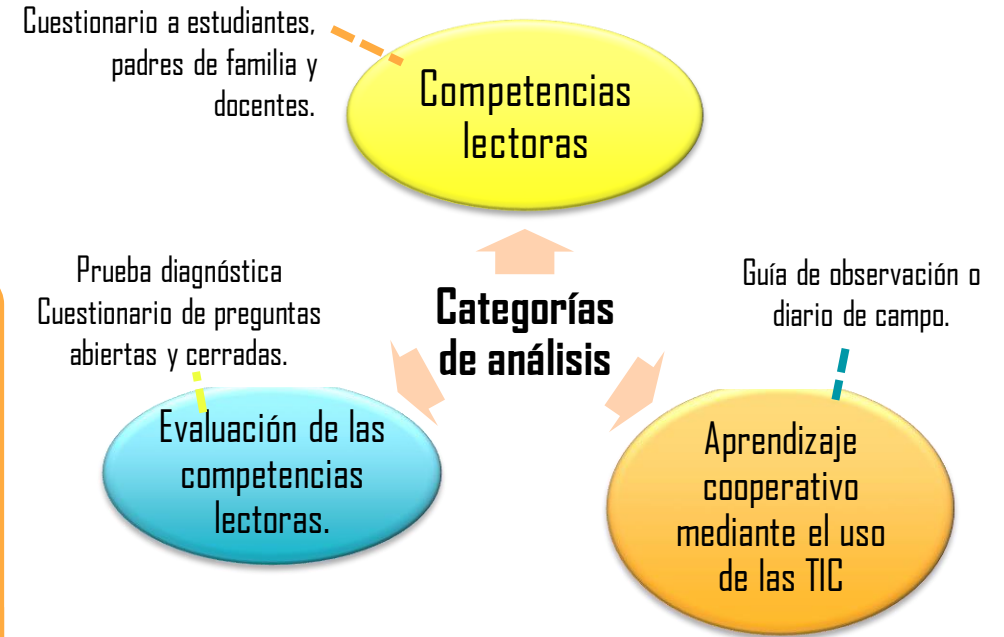 Cuestionario a estudiantes,
padres de familia y
docentes.
Competencias
lectoras
Prueba diagnóstica
Cuestionario de preguntas
abiertas y cerradas.
Categorías
de análisis
Guía de observación o
diario de campo.
Evaluación de las
competencias
lectoras.
Aprendizaje
cooperativo
mediante el uso
de las TIC